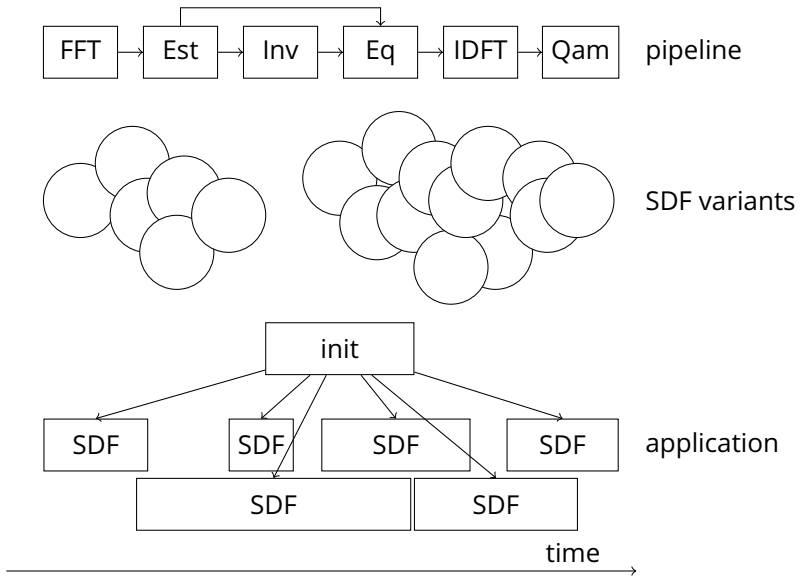 FFT Est Inv Eq IDFT Qam pipeline
SDF variants
init
SDF SDF SDF SDF application
SDF SDF
time